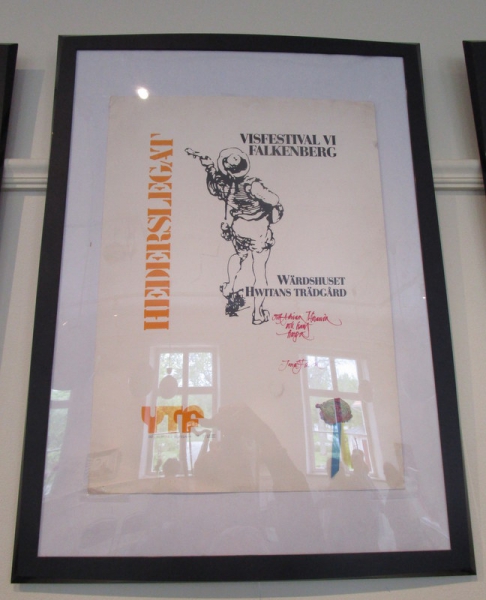 HEDERSLEGAT
VISFESTIVAL VI
FALKENBERG
WÄRDSHUSET
HWITANS TRÄDGÅRD